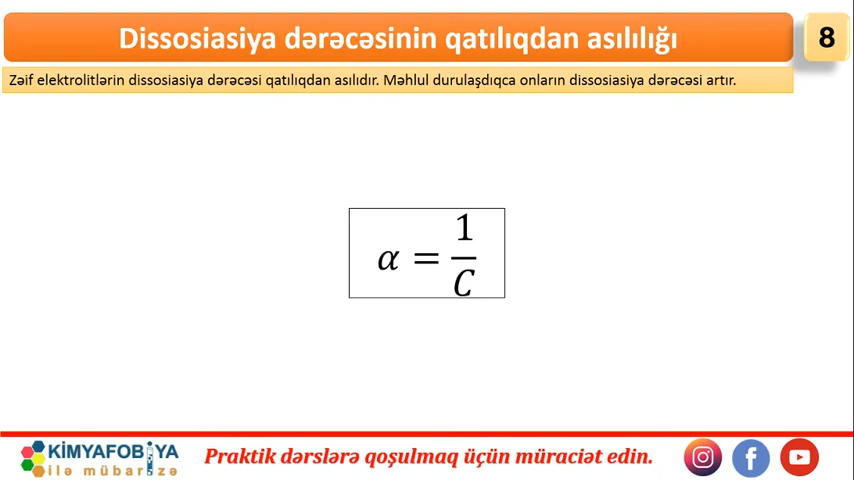 Dissosiasiya dərəcəsinin qatılıqdan asılılığı
8
Zəif elektrolitlərin dissosiasiya dərəcəsi qatılıqdan asılıdır. Məhlul durulaşdıqca onların dissosiasiya dərəcəsi artır.
α = 1/C
KİMYAFOBİYA
ilə mübarizə
Praktik dərslərə qoşulmaq üçün müraciət edin.